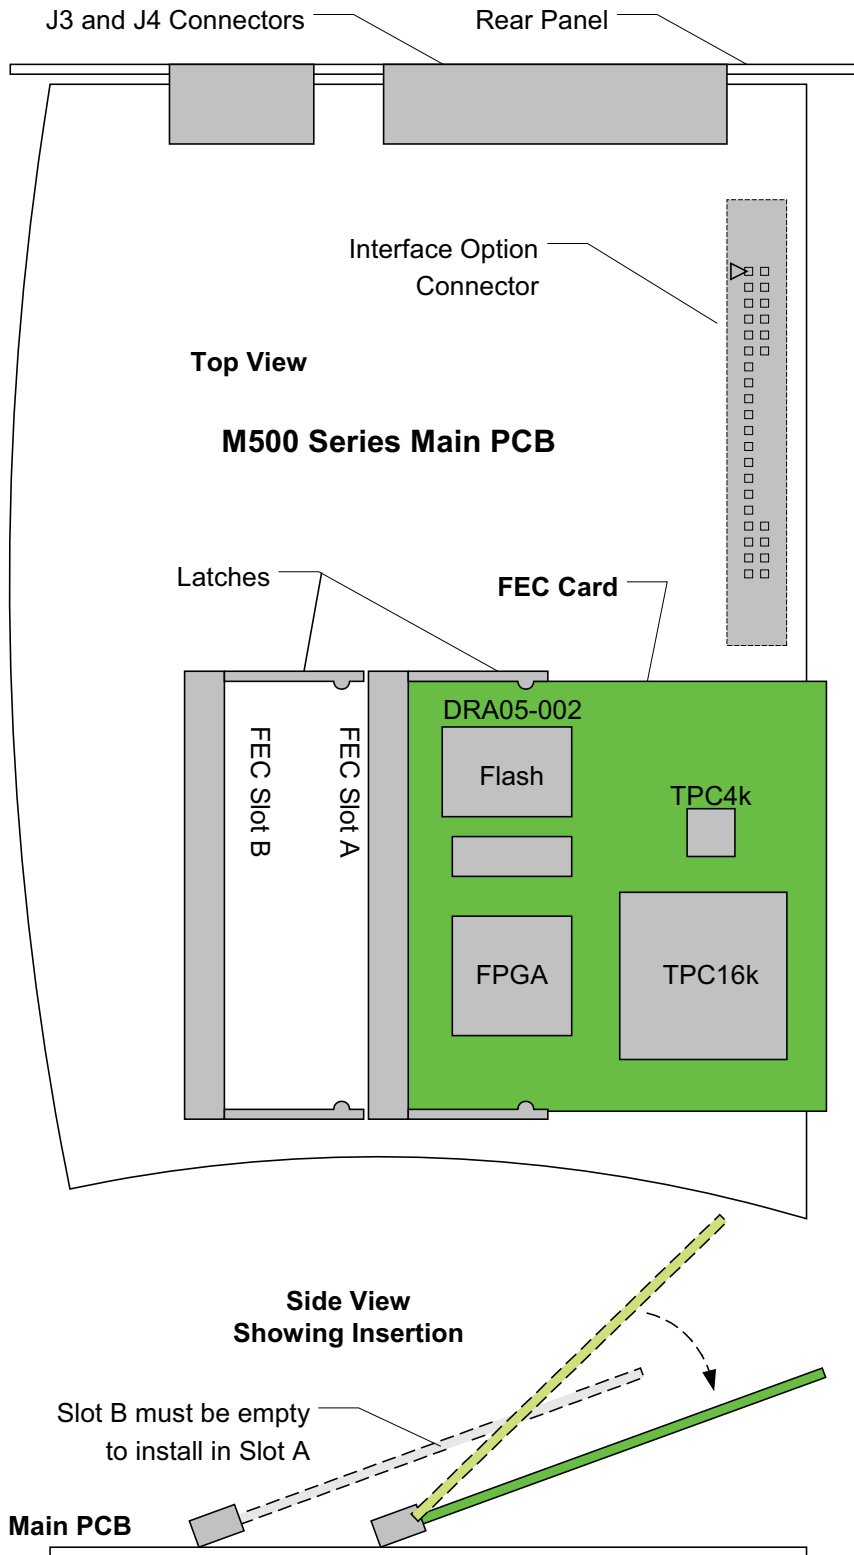 J3 and J4 Connectors
Rear Panel
Interface Option
Connector
Top View
M500 Series Main PCB
Latches
FEC Card
DRA05-002
Flash
TPC4k
FEC Slot B
FEC Slot A
FPGA
TPC16k
Side View
Showing Insertion
Slot B must be empty
to install in Slot A
Main PCB